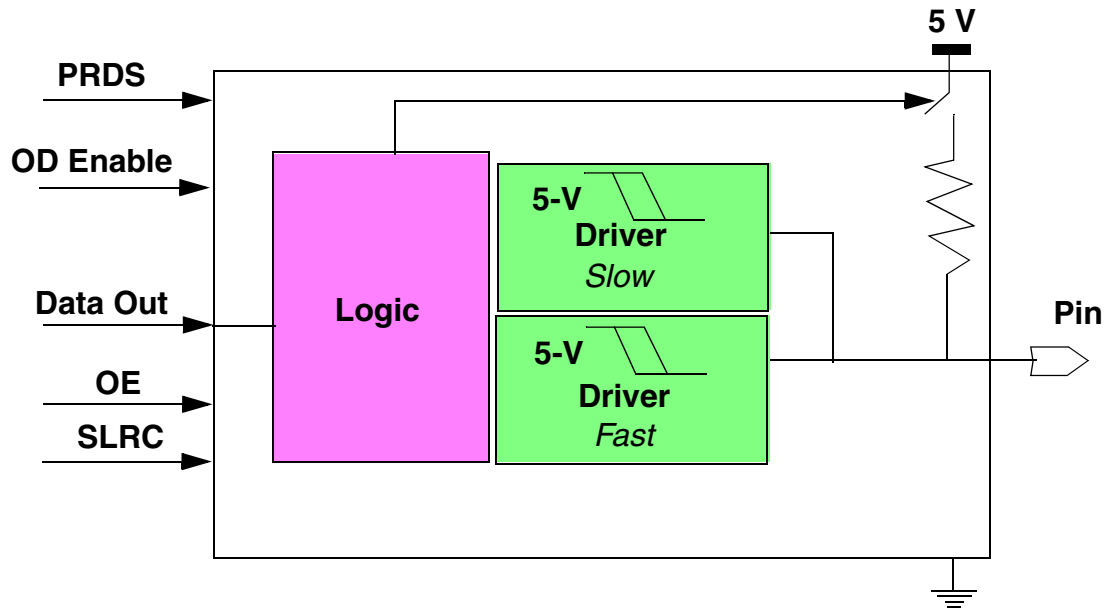 5 V
PRDS
OD Enable
5-V
Driver
Slow
Data Out
Logic
Pin
5-V
Driver
Fast
OE
SLRC